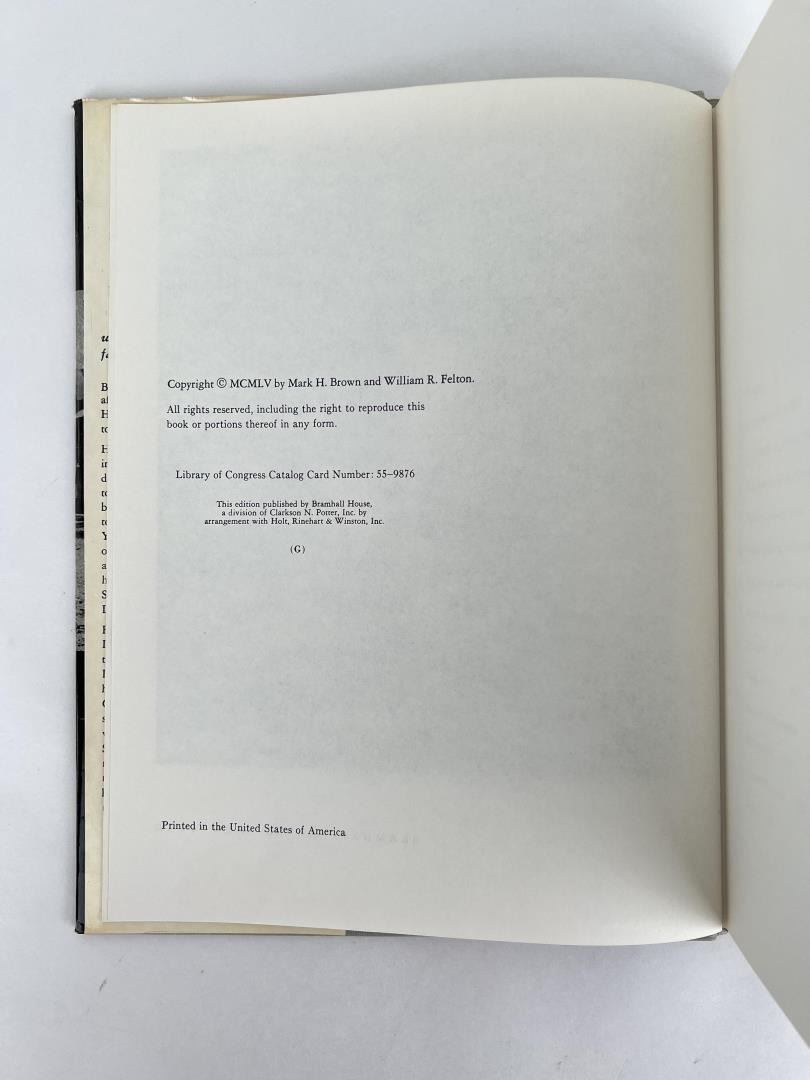 Copyright © MCMLV by Mark H. Brown and William R. Felton.
All rights reserved, including the right to reproduce this
book or portions thereof in any form.
Library of Congress Catalog Card Number: 55-9876
This edition published by Bramhall House,
a division of Clarkson N. Potter, Inc. by
arrangement with Holt, Rinehart & Winston, Inc.
(G)
Printed in the United States of America